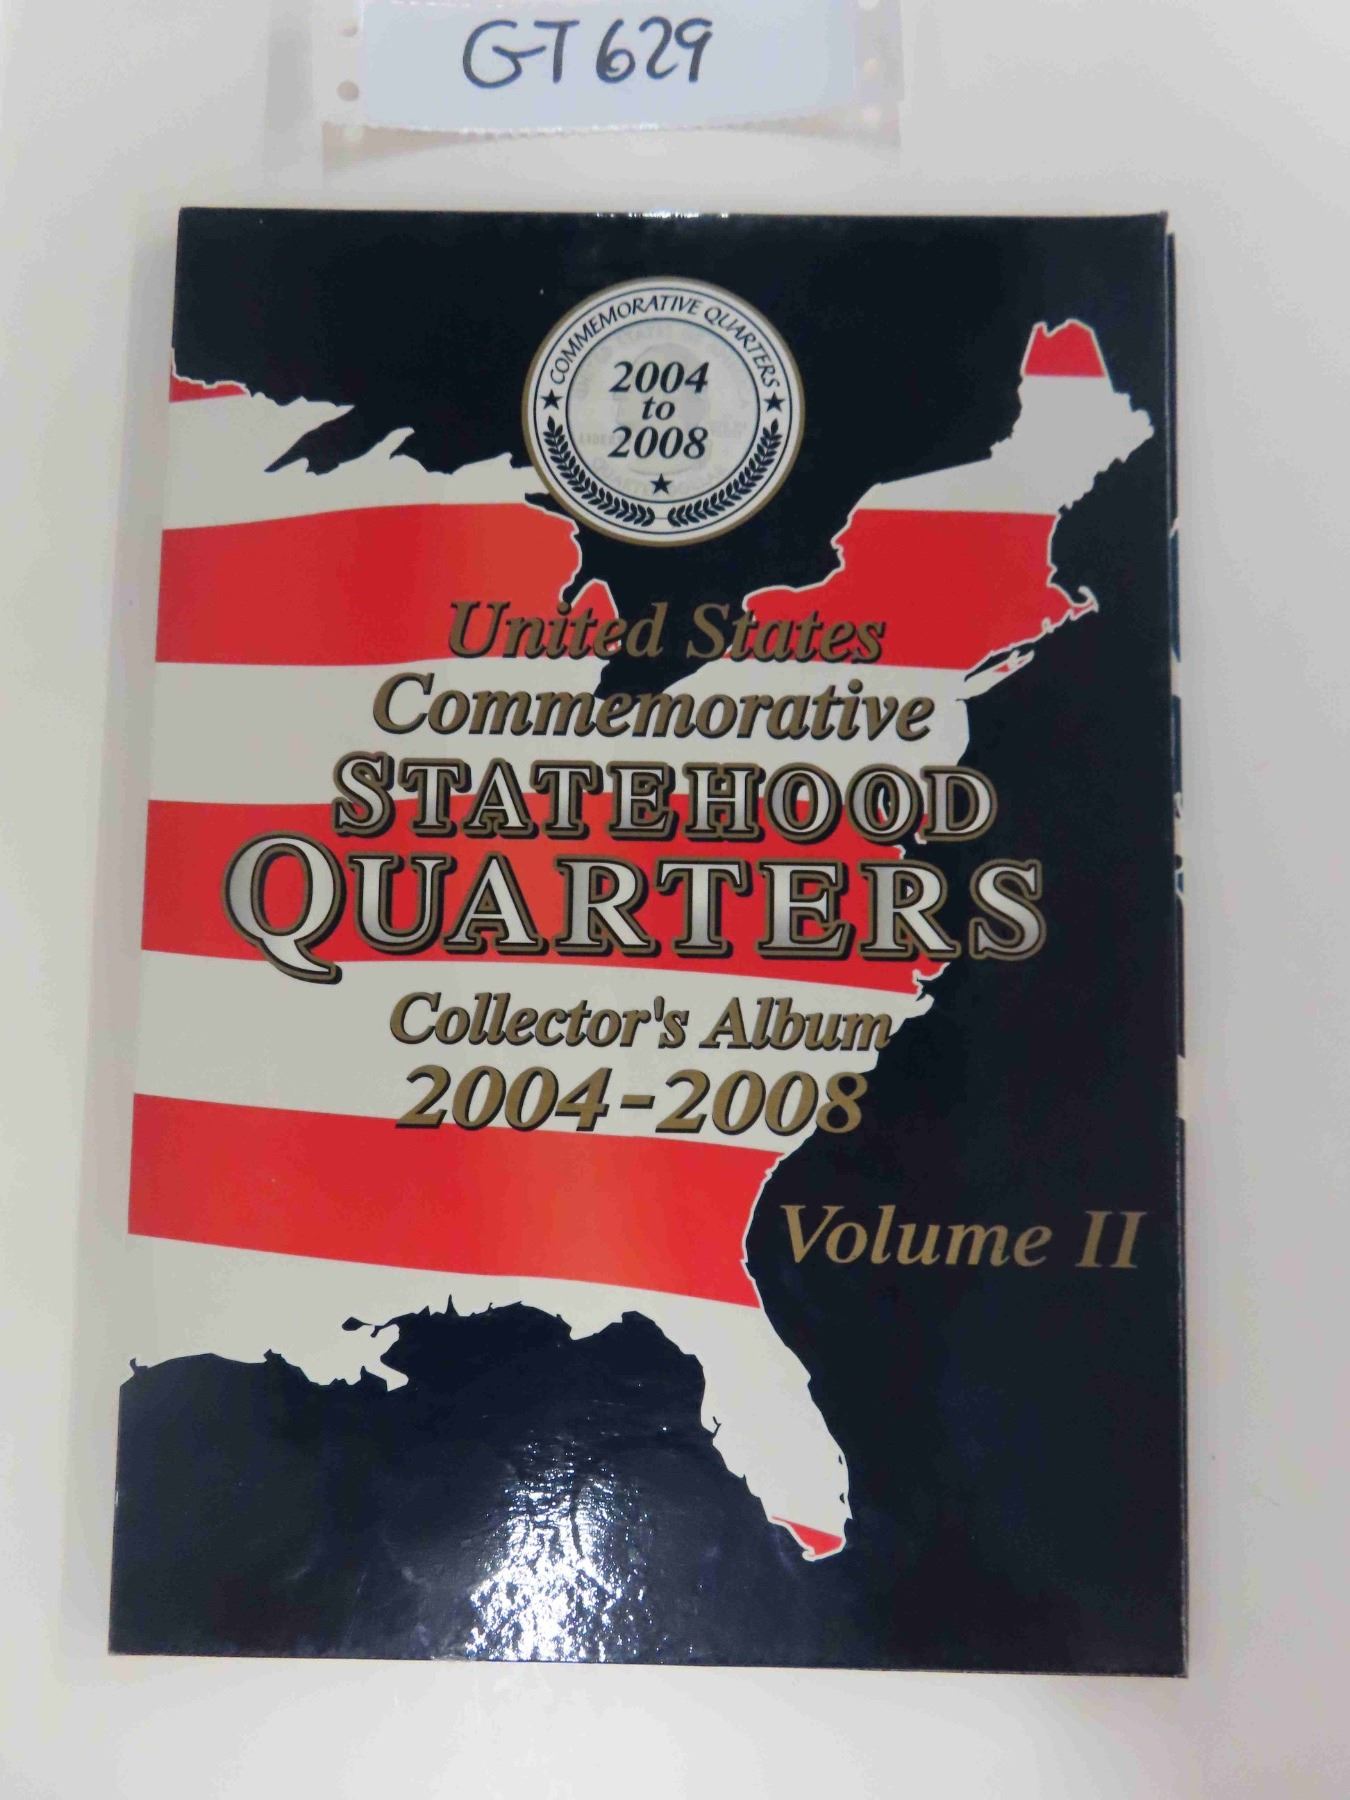 GT629
COMMEMORATIVE QUARTERS
2004
to
2008
United States
Commemorative
STATEHOOD
QUARTERS
Collector's Album
2004-2008
Volume II